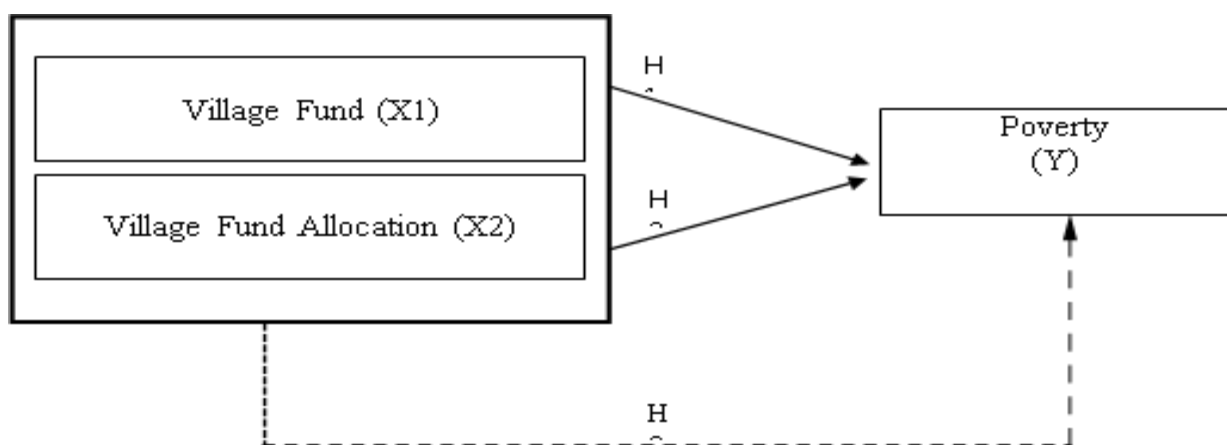 H
Village Fund (X1)
Poverty
(Y)
H
Village Fund Allocation (X2)
H